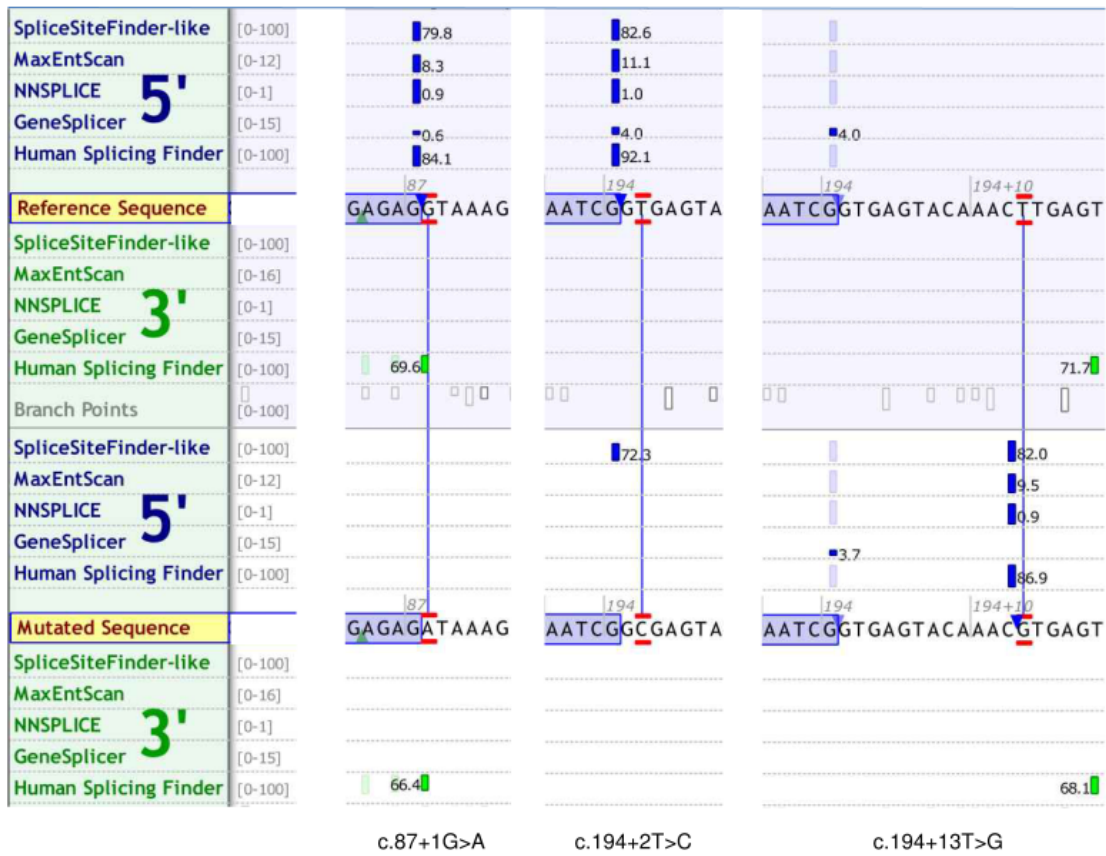 SpliceSiteFinder-like [0-100] 79.8 82.6
MaxEntScan [0-12] 8.3 11.1
NNSPLICE [0-1] 0.9 1.0
5'
GeneSplicer [0-15] 0.6 4.0 4.0
Human Splicing Finder [0-100] 84.1 92.1
87 194 194 194+10
Reference Sequence GAGAGGTAAAG AATCGGTGAGTA AATCGGTGAGTACAAACTTGAGT
SpliceSiteFinder-like [0-100]
MaxEntScan [0-16]
NNSPLICE [0-1]
3'
GeneSplicer [0-15]
Human Splicing Finder [0-100] 69.6 71.7
Branch Points [0-100]
SpliceSiteFinder-like [0-100] 72.3 82.0
MaxEntScan [0-12] 9.5
NNSPLICE [0-1] 0.9
5'
GeneSplicer [0-15] 3.7
Human Splicing Finder [0-100] 86.9
87 194 194 194+10
Mutated Sequence GAGAGATAAAG AATCGGCGAGTA AATCGGTGAGTACAAACGTGAGT
SpliceSiteFinder-like [0-100]
MaxEntScan [0-16]
NNSPLICE [0-1]
3'
GeneSplicer [0-15]
Human Splicing Finder [0-100] 66.4 68.1
c.87+1G>A c.194+2T>C c.194+13T>G